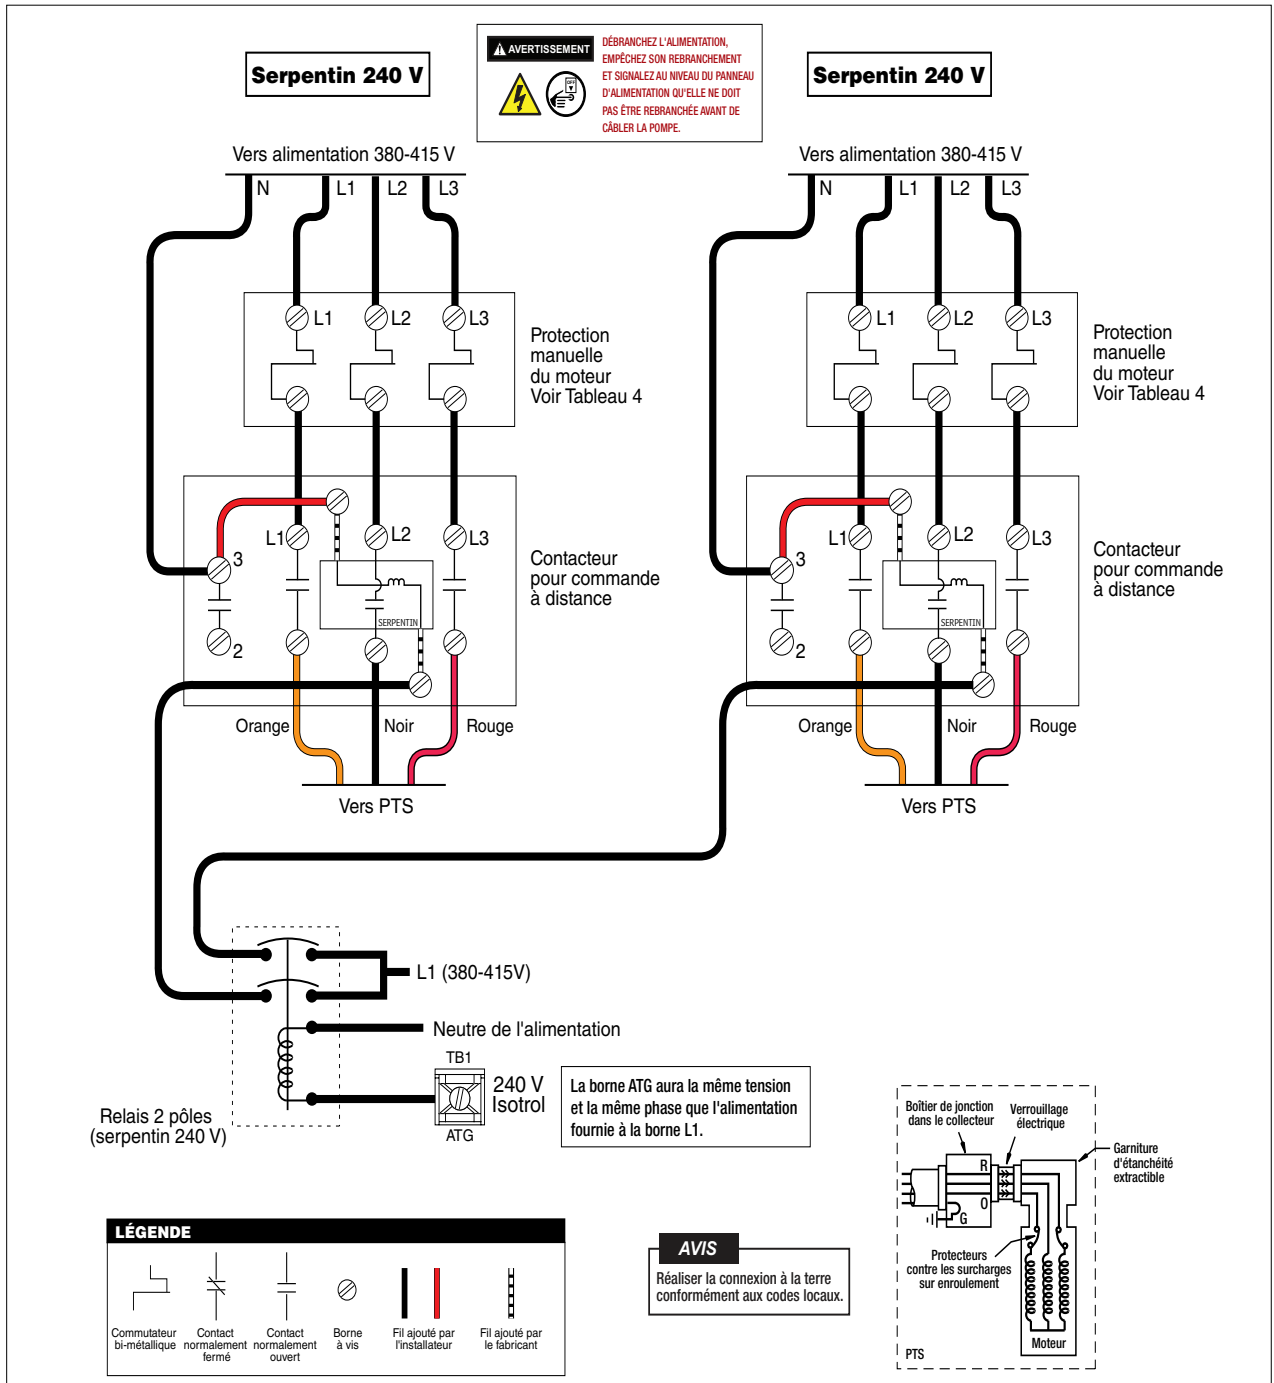 Serpentin 240 V
AVERTISSEMENT
DÉBRANCHEZ L'ALIMENTATION,
EMPÊCHEZ SON REBRANCHEMENT
ET SIGNALEZ AU NIVEAU DU PANNEAU
D'ALIMENTATION QU'ELLE NE DOIT
PAS ÊTRE REBRANCHÉE AVANT DE
CÂBLER LA POMPE.
OFF
Serpentin 240 V
Vers alimentation 380-415 V
N L1 L2 L3
L1 L2 L3
Protection
manuelle
du moteur
Voir Tableau 4
3
L1 L2 L3
2
SERPENTIN
Contacteur
pour commande
à distance
Orange Noir Rouge
Vers PTS
Vers alimentation 380-415 V
N L1 L2 L3
L1 L2 L3
Protection
manuelle
du moteur
Voir Tableau 4
3
L1 L2 L3
2
SERPENTIN
Contacteur
pour commande
à distance
Orange Noir Rouge
Vers PTS
L1 (380-415V)
Neutre de l'alimentation
TB1
240 V
Isotrol
ATG
Relais 2 pôles
(serpentin 240 V)
La borne ATG aura la même tension
et la même phase que l'alimentation
fournie à la borne L1.
Boîtier de jonction
dans le collecteur
Verrouillage
électrique
Garniture
d'étanchéité
extractible
R
O
G
Protecteurs
contre les surcharges
sur enroulement
Moteur
PTS
LÉGENDE
Commutateur
bi-métallique
Contact
normalement
fermé
Contact
normalement
ouvert
Borne
à vis
Fil ajouté par
l'installateur
Fil ajouté par
le fabricant
AVIS
Réaliser la connexion à la terre
conformément aux codes locaux.